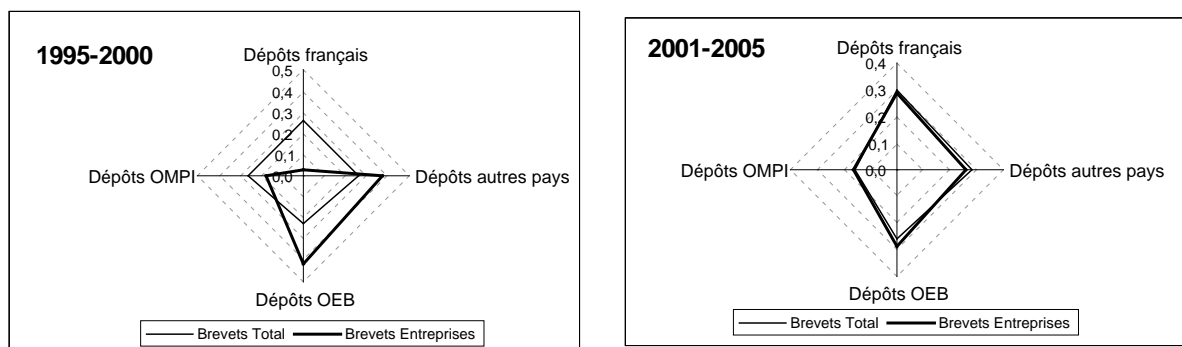 1995-2000
Dépôts français
0,5
0,4
0,3
0,2
0,1
0,0
Dépôts OMPI
Dépôts autres pays
Dépôts OEB
Brevets Total
Brevets Entreprises
2001-2005
Dépôts français
0,4
0,3
0,2
0,1
0,0
Dépôts OMPI
Dépôts autres pays
Dépôts OEB
Brevets Total
Brevets Entreprises